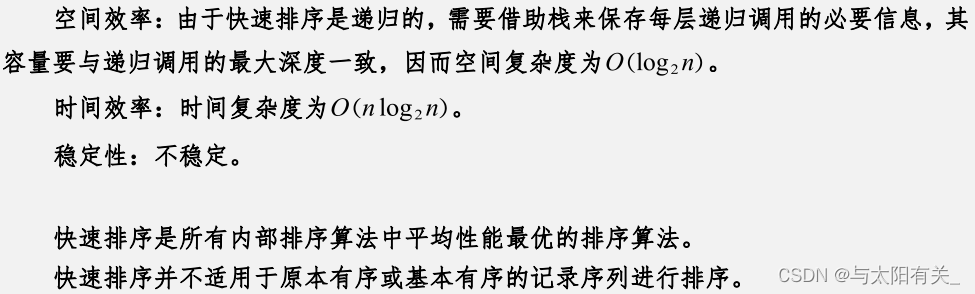 空间效率：由于快速排序是递归的，需要借助栈来保存每层递归调用的必要信息，其
容量要与递归调用的最大深度一致，因而空间复杂度为O(log₂n)。
时间效率：时间复杂度为O(nlog₂n)。
稳定性：不稳定。
快速排序是所有内部排序算法中平均性能最优的排序算法。
快速排序并不适用于原本有序或基本有序的记录序列进行排序。
CSDN @与太阳有关_